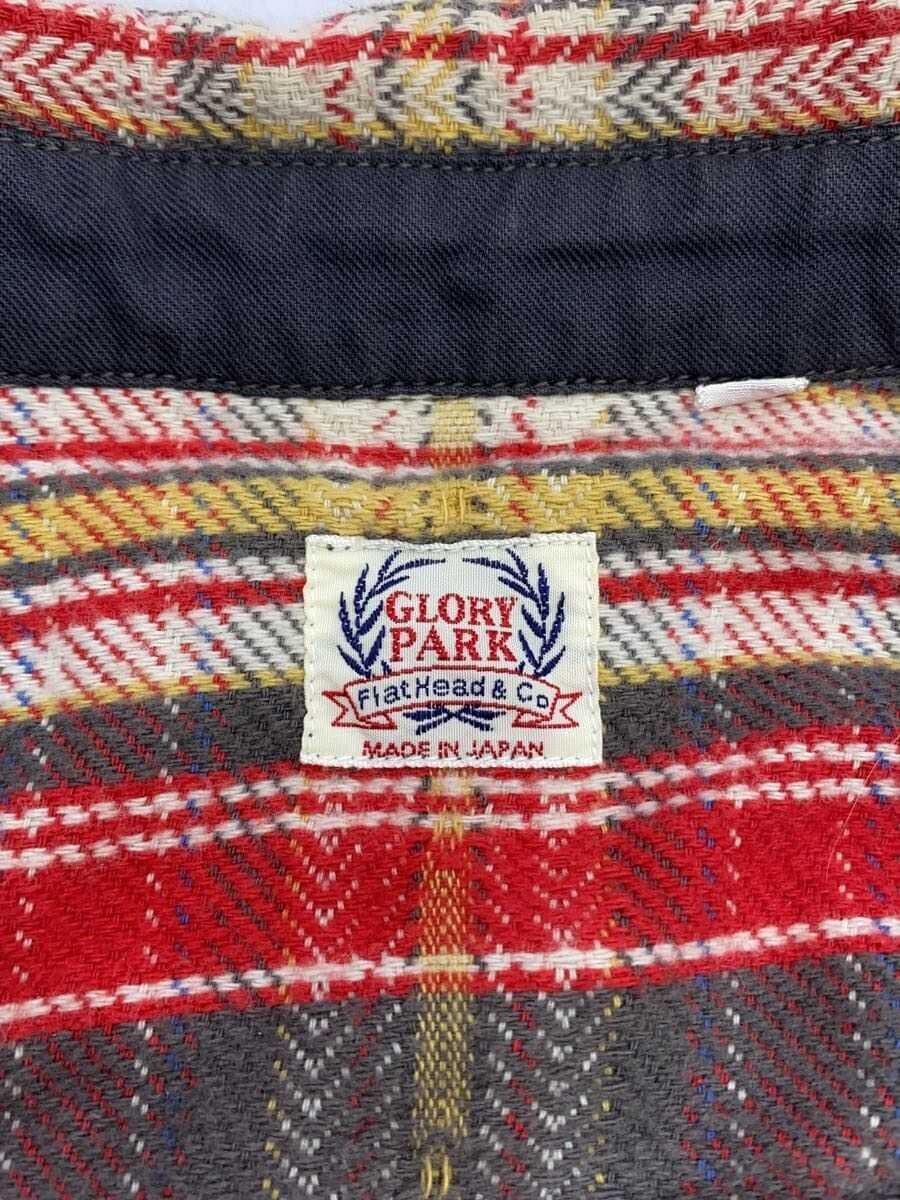 GLORY
PARK
FlatHead & Co
MADE IN JAPAN